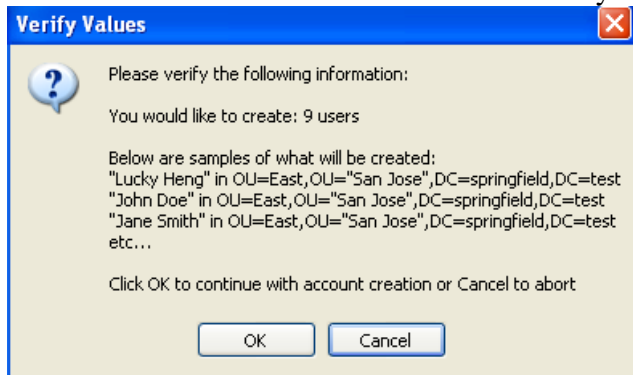 Verify Values
Please verify the following information:
You would like to create: 9 users
Below are samples of what will be created:
"Lucky Heng" in OU=East,OU="San Jose",DC=springfield,DC=test
"John Doe" in OU=East,OU="San Jose",DC=springfield,DC=test
"Jane Smith" in OU=East,OU="San Jose",DC=springfield,DC=test
etc...
Click OK to continue with account creation or Cancel to abort
OK
Cancel